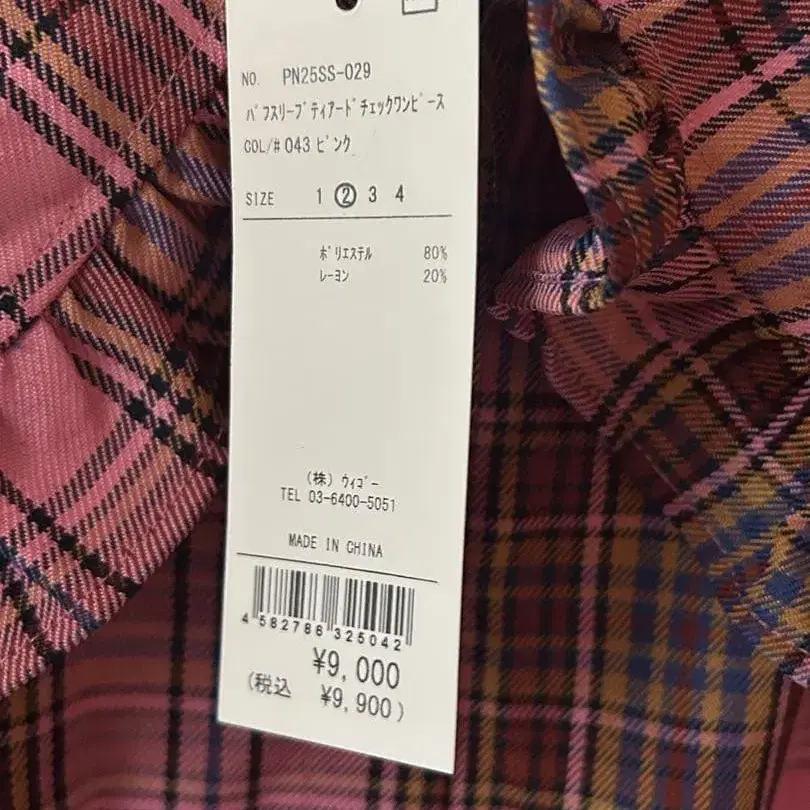 NO. PN25SS-029
ﾊﾟﾌｽﾘｰﾌﾞﾃｨｱｰﾄﾞﾁｪｯｸﾜﾝﾋﾟｰｽ
COL/# 043 ﾋﾟﾝｸ
SIZE 1 ② 3 4
ﾎﾟﾘｴｽﾃﾙ 80%
ﾚｰﾖﾝ 20%
(株) ｳｨｺﾞｰ
TEL 03-6400-5051
MADE IN CHINA
4 582786 325042
¥9,000
(税込 ¥9,900)